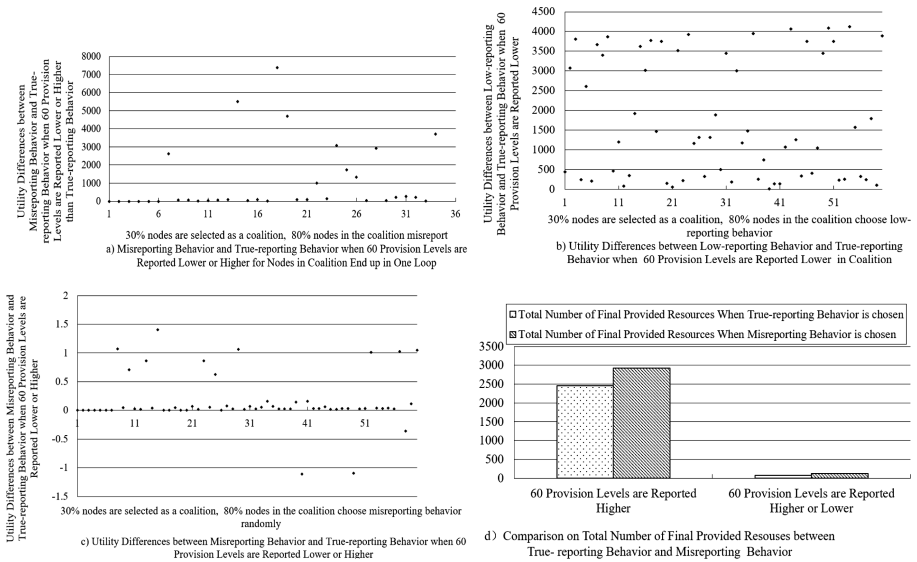 Utility Differences between
Misreporting Behavior and True-
reporting Behavior when 60 Provision
Levels are Reported Lower or Higher
than True-reporting Behavior
8000
7000
6000
5000
4000
3000
2000
1000
0
1 6 11 16 21 26 31 36
30% nodes are selected as a coalition, 80% nodes in the coalition misreport
a) Misreporting Behavior and True-reporting Behavior when 60 Provision Levels are
Reported Lower or Higher for Nodes in Coalition End up in One Loop
Utility Differences between Low-reporting
Behavior and True-reporting Behavior when 60
Provision Levels are Reported Lower
4500
4000
3500
3000
2500
2000
1500
1000
500
0
1 11 21 31 41 51
30% nodes are selected as a coalition, 80% nodes in the coalition choose low-
reporting behavior
b) Utility Differences between Low-reporting Behavior and True-reporting
Behavior when 60 Provision Levels are Reported Lower in Coalition
Utility Differences between Misreporting Behavior and
True-reporting Behavior when 60 Provision Levels are
Reported Lower or Higher
2
1.5
1
0.5
0
-0.5
-1
-1.5
1 11 21 31 41 51
30% nodes are selected as a coalition, 80% nodes in the coalition choose misreporting behavior
randomly
c) Utility Differences between Misreporting Behavior and True-reporting Behavior when 60
Provision Levels are Reported Lower or Higher
Total Number of Final Provided Resources When True-reporting Behavior is chosen
Total Number of Final Provided Resources When Misreporting Behavior is chosen
3500
3000
2500
2000
1500
1000
500
0
60 Provision Levels are Reported
Higher
60 Provision Levels are Reported
Higher or Lower
d) Comparison on Total Number of Final Provided Resouses between
True- reporting Behavior and Misreporting Behavior